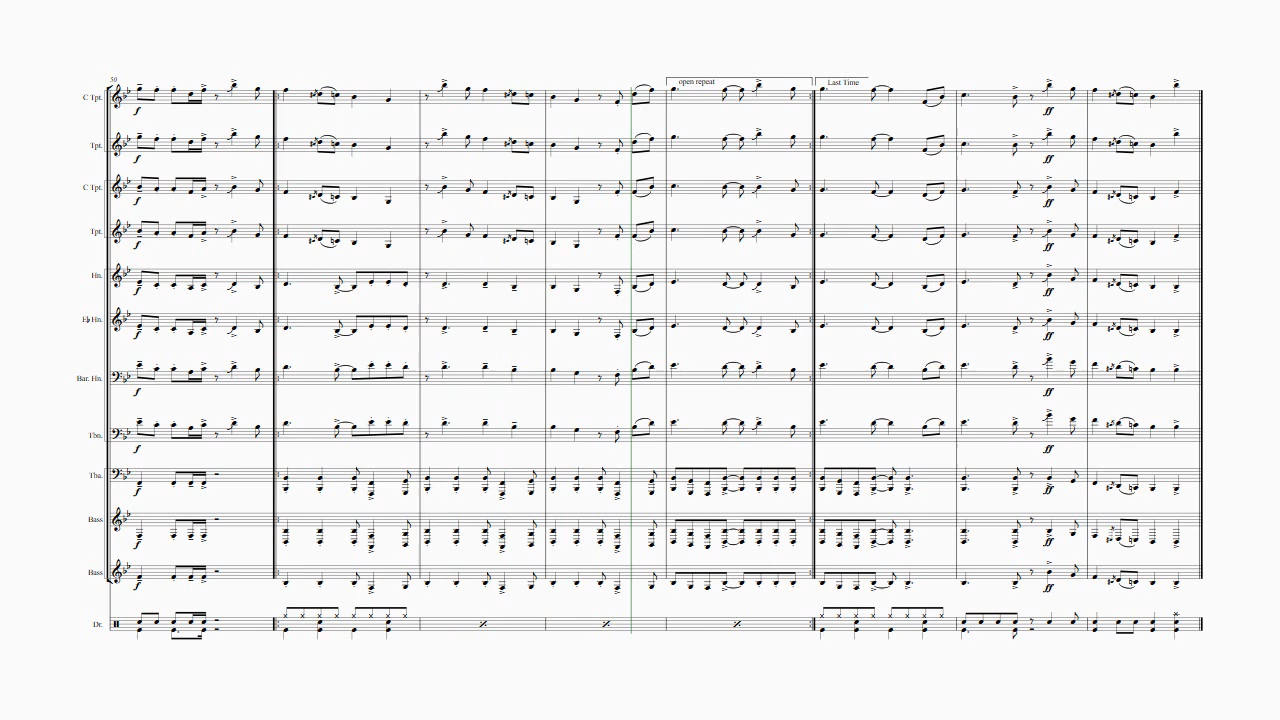 50
open repeat
Last Time
C Tpt.
f
ff
Tpt.
f
ff
C Tpt.
f
ff
Tpt.
f
ff
Hn.
f
ff
E♭ Hn.
f
ff
Bar. Hn.
f
ff
Tbn.
f
ff
Tba.
f
ff
Bass
f
ff
Bass
f
ff
Dr.